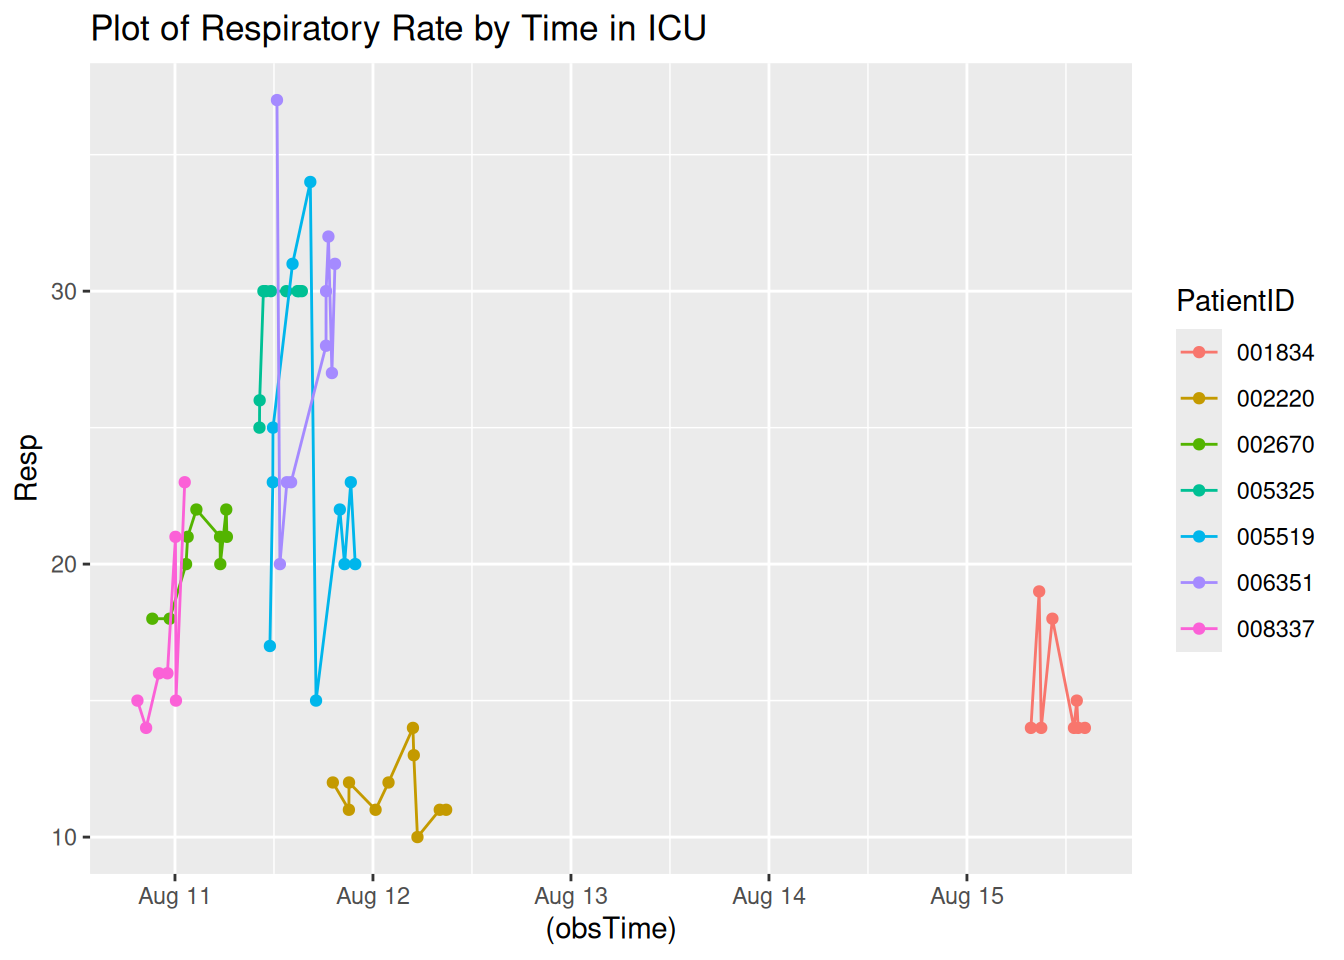 Plot of Respiratory Rate by Time in ICU
Resp
30
20
10
Aug 11 Aug 12 Aug 13 Aug 14 Aug 15
(obsTime)
PatientID
001834
002220
002670
005325
005519
006351
008337